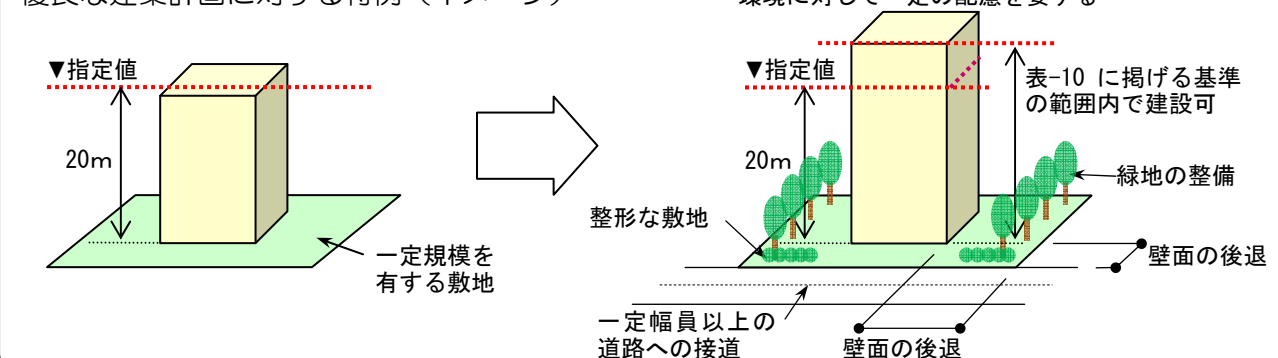 優良な建築計画に対する特例（イメージ）
環境に対して一定の配慮を要する
▼指定値
20m
一定規模を
有する敷地
▼指定値
20m
表-10 に掲げる基準
の範囲内で建設可
緑地の整備
整形な敷地
壁面の後退
一定幅員以上の
道路への接道
壁面の後退